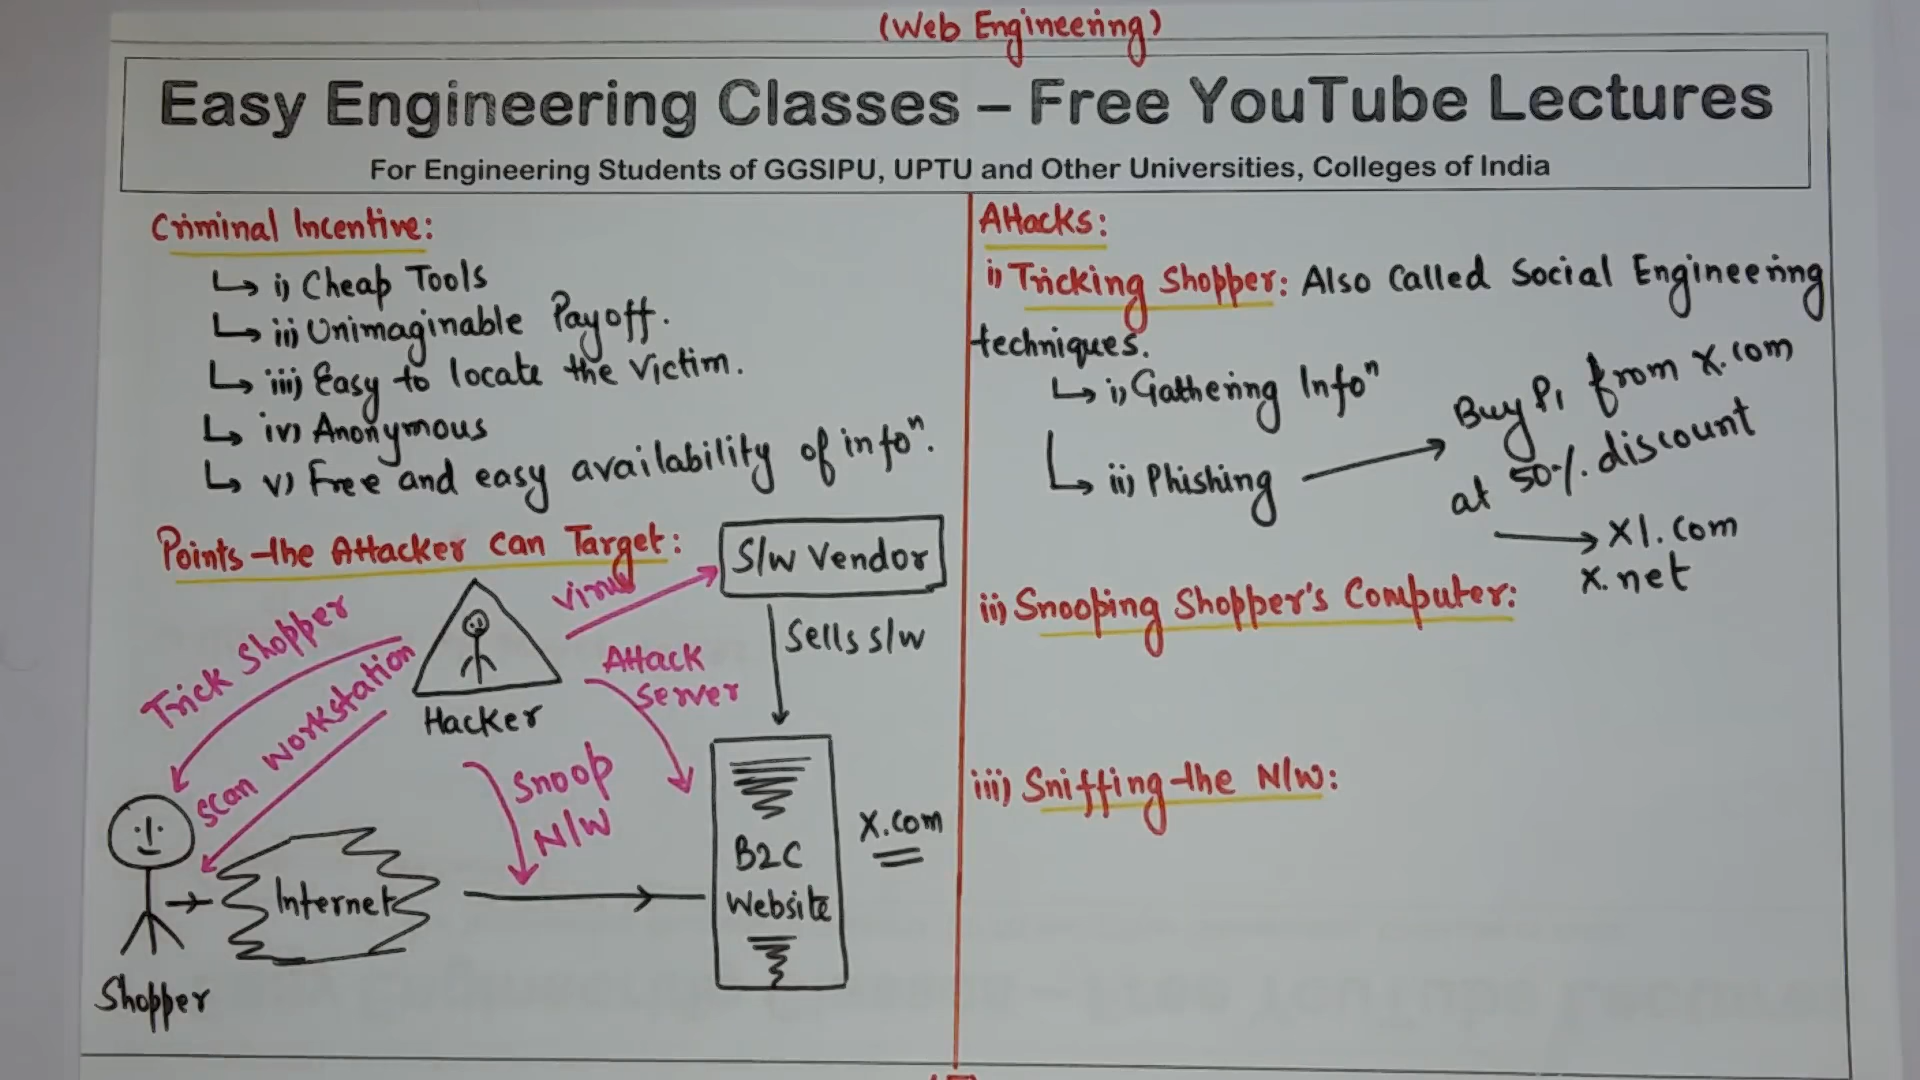 (Web Engineering)
Easy Engineering Classes – Free YouTube Lectures
For Engineering Students of GGSIPU, UPTU and Other Universities, Colleges of India
Criminal Incentive:
i) Cheap Tools
ii) Unimaginable Payoff.
iii) Easy to locate the victim.
iv) Anonymous
v) Free and easy availability of infoⁿ.
Points the Attacker can Target:
S/w Vendor
Virus
Sells s/w
Trick Shopper
Scan Workstation
Hacker
Attack
Server
Snoop
N/W
Internet
B2C
Website
X.com
Shopper
Attacks:
i) Tricking Shopper: Also Called Social Engineering
techniques.
i) Gathering Infoⁿ
ii) Phishing
Buy P1 from X.com
at 50% discount
X1.com
x.net
ii) Snooping Shopper's Computer:
iii) Sniffing the N/W: